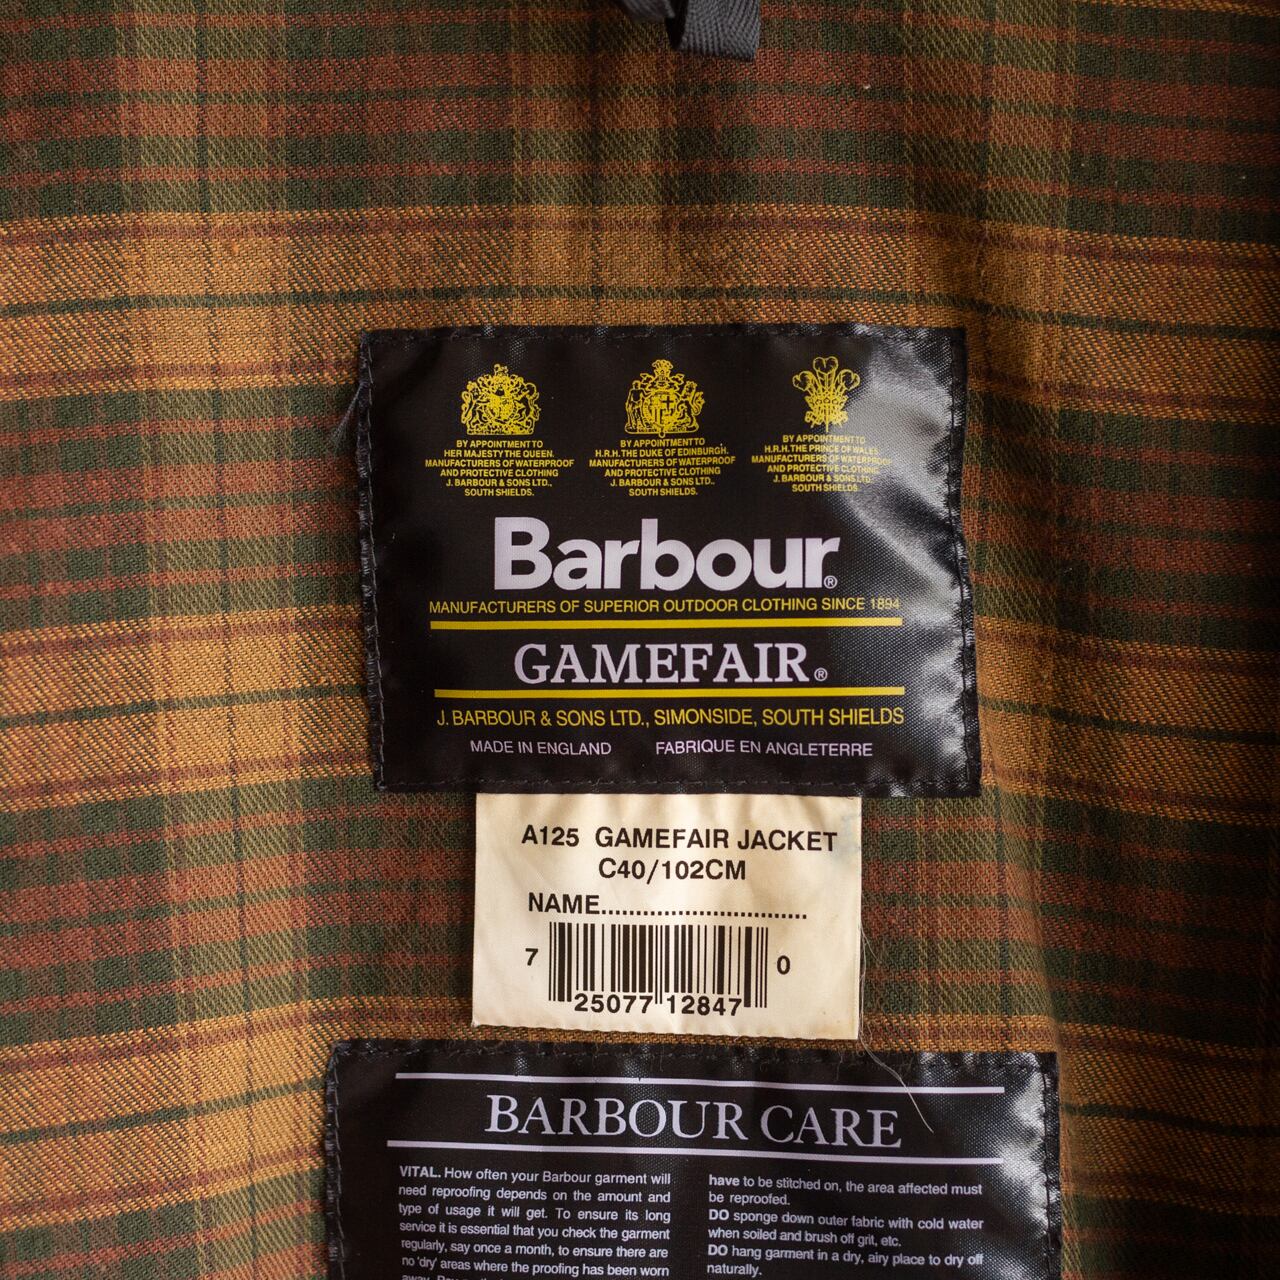 BY APPOINTMENT TO
HER MAJESTY THE QUEEN.
MANUFACTURERS OF WATERPROOF
AND PROTECTIVE CLOTHING
J. BARBOUR & SONS LTD.,
SOUTH SHIELDS.
BY APPOINTMENT TO
H.R.H. THE DUKE OF EDINBURGH.
MANUFACTURERS OF WATERPROOF
AND PROTECTIVE CLOTHING
J. BARBOUR & SONS LTD.,
SOUTH SHIELDS.
BY APPOINTMENT TO
H.R.H. THE PRINCE OF WALES
MANUFACTURERS OF WATERPROOF
AND PROTECTIVE CLOTHING
J. BARBOUR & SONS LTD.
SOUTH SHIELDS.
Barbour®
MANUFACTURERS OF SUPERIOR OUTDOOR CLOTHING SINCE 1894
GAMEFAIR®
J. BARBOUR & SONS LTD., SIMONSIDE, SOUTH SHIELDS
MADE IN ENGLAND FABRIQUE EN ANGLETERRE
A125 GAMEFAIR JACKET
C40/102CM
NAME..............................
7 25077 12847 0
BARBOUR CARE
VITAL. How often your Barbour garment will
need reproofing depends on the amount and
type of usage it will get. To ensure its long
service it is essential that you check the garment
regularly, say once a month, to ensure there are
no 'dry' areas where the proofing has been worn
away.
have to be stitched on, the area affected must
be reproofed.
DO sponge down outer fabric with cold water
when soiled and brush off grit, etc.
DO hang garment in a dry, airy place to dry off
naturally.